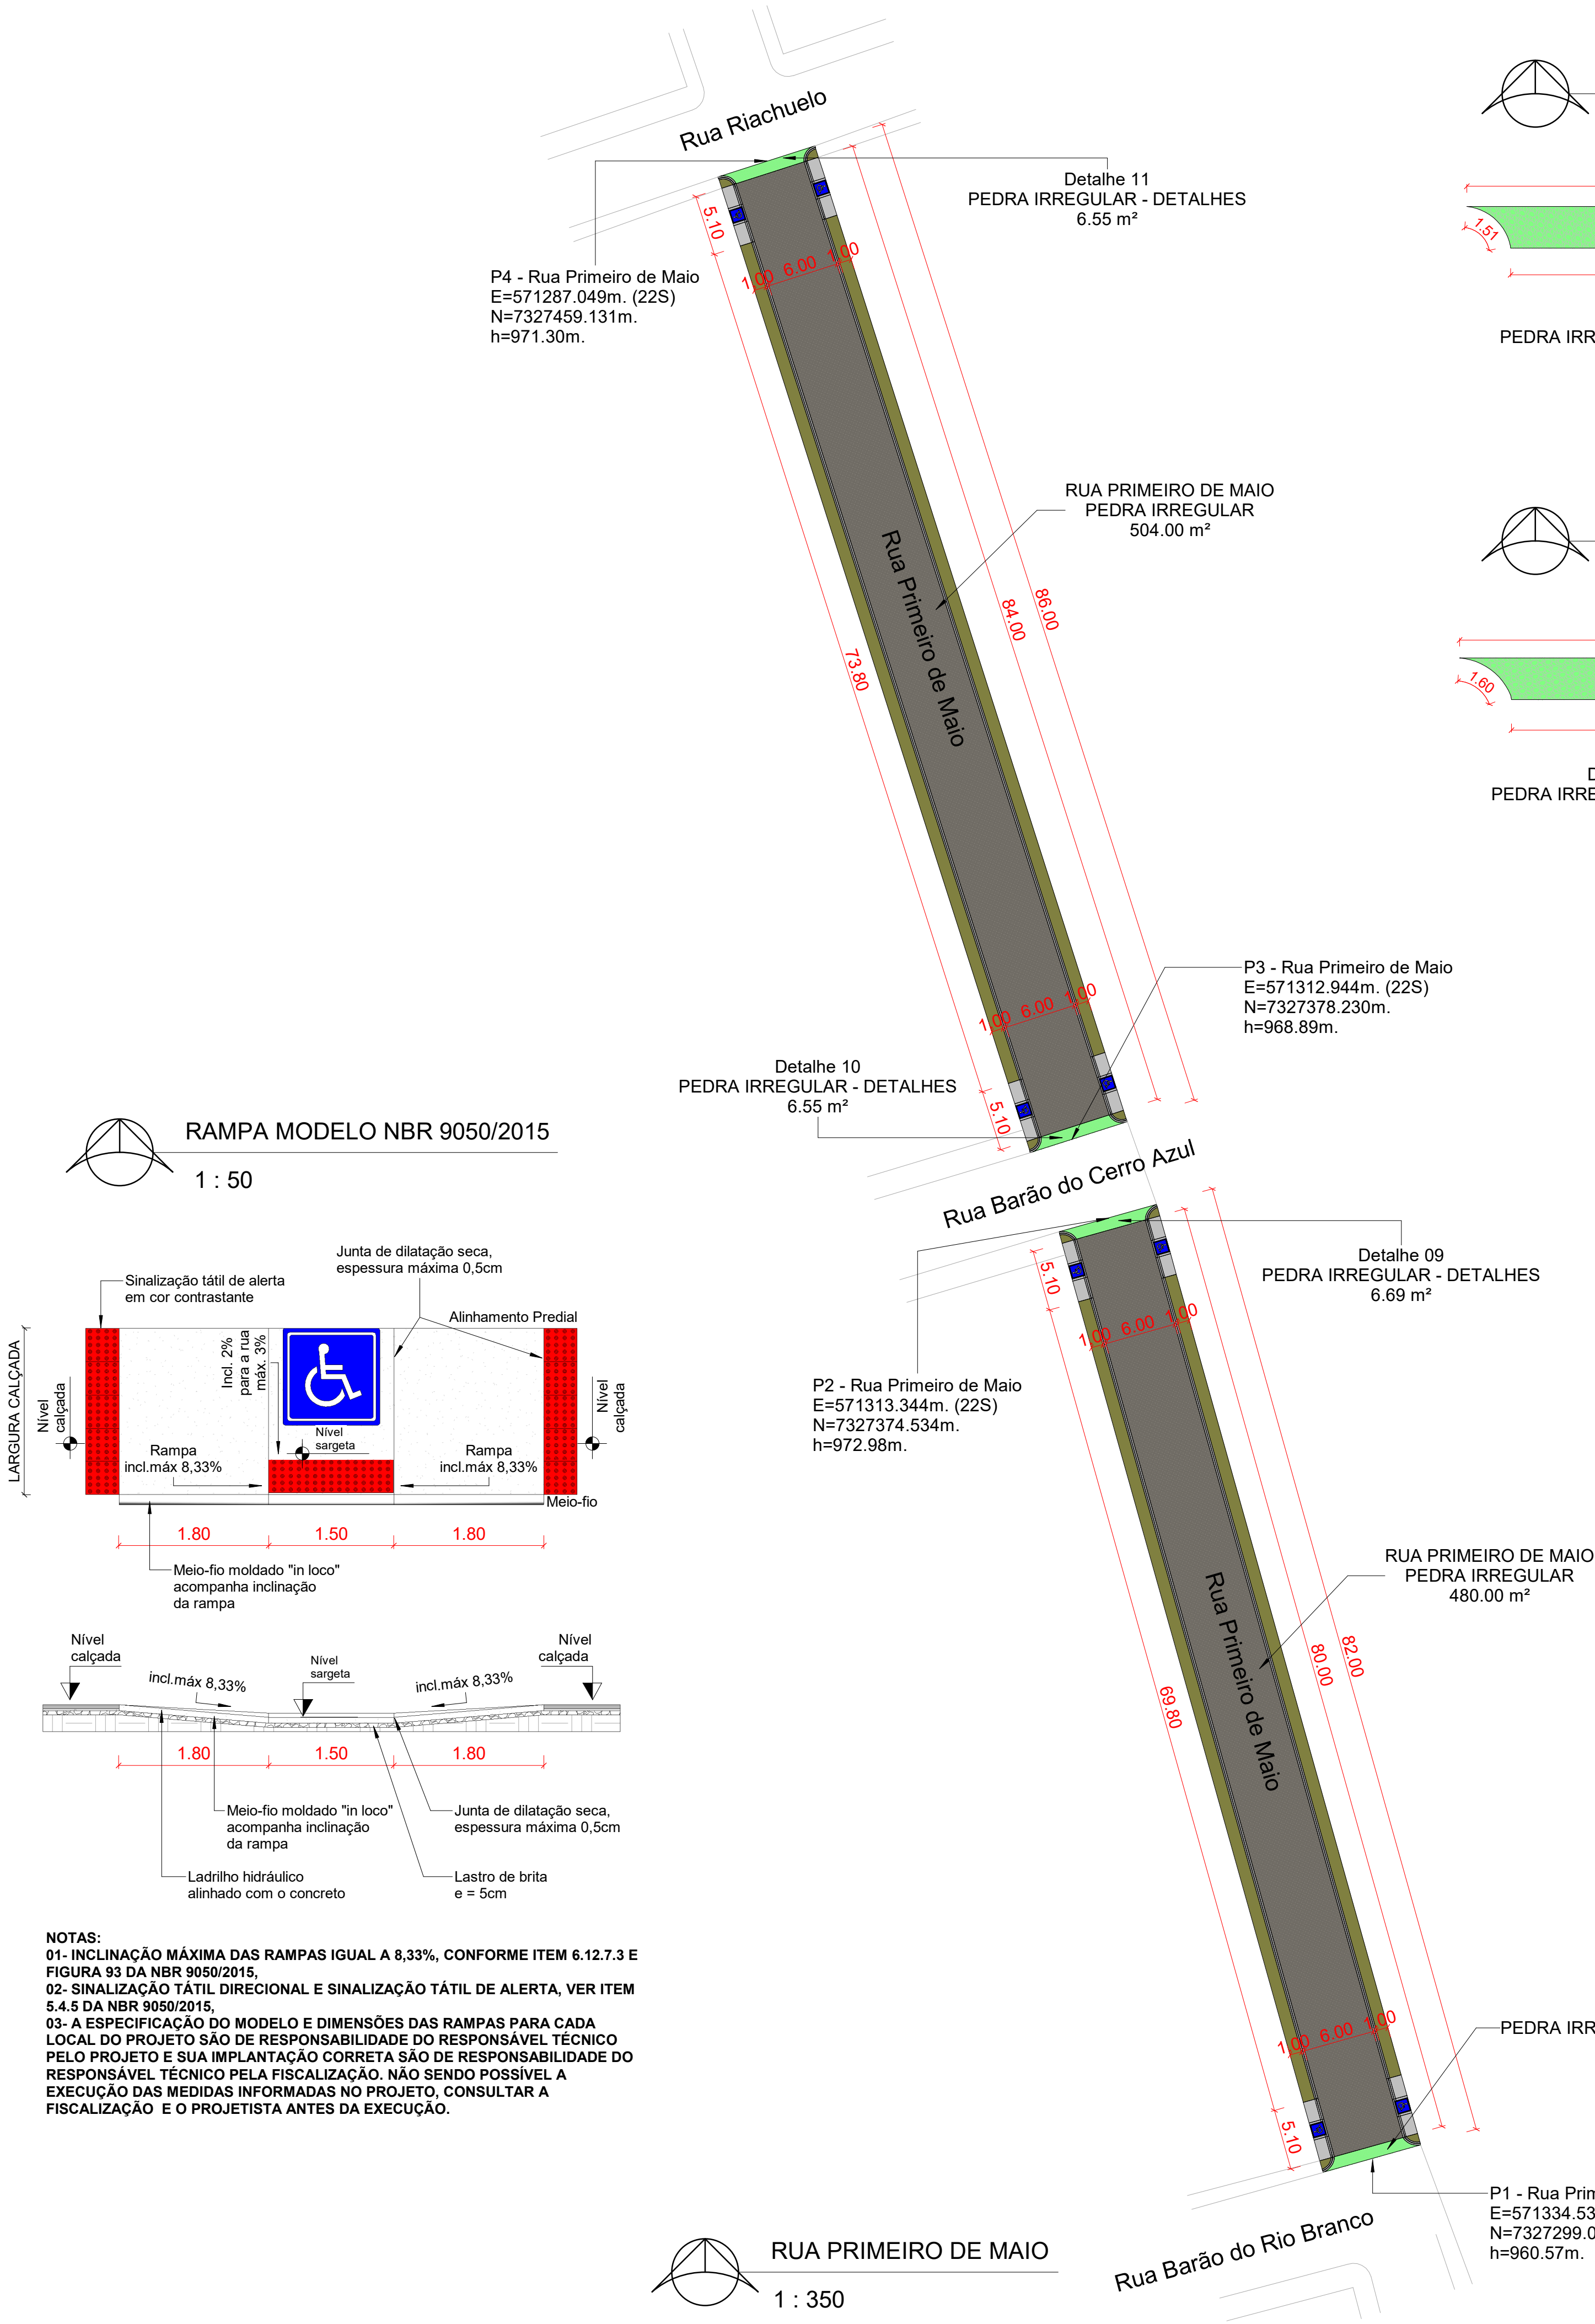 Rua Riachuelo
Detalhe 11
PEDRA IRREGULAR - DETALHES
6.55 m²
5.10
1.00 6.00 1.00
P4 - Rua Primeiro de Maio
E=571287.049m. (22S)
N=7327459.131m.
h=971.30m.
1.51
PEDRA IRR
RUA PRIMEIRO DE MAIO
PEDRA IRREGULAR
504.00 m²
Rua Primeiro de Maio
84.00
86.00
73.80
1.60
D
PEDRA IRRE
P3 - Rua Primeiro de Maio
E=571312.944m. (22S)
N=7327378.230m.
h=968.89m.
1.00 6.00 1.00
Detalhe 10
PEDRA IRREGULAR - DETALHES
6.55 m²
5.10
Rua Barão do Cerro Azul
RAMPA MODELO NBR 9050/2015
1 : 50
Detalhe 09
PEDRA IRREGULAR - DETALHES
6.69 m²
5.10
1.00 6.00 1.00
P2 - Rua Primeiro de Maio
E=571313.344m. (22S)
N=7327374.534m.
h=972.98m.
Junta de dilatação seca,
espessura máxima 0,5cm
Sinalização tátil de alerta
em cor contrastante
Alinhamento Predial
LARGURA CALÇADA
Nível
calçada
Incl. 2%
para a rua
máx. 3%
Nível
calçada
Nível
sargeta
Rampa
incl.máx 8,33%
Rampa
incl.máx 8,33%
Meio-fio
1.80 1.50 1.80
Meio-fio moldado "in loco"
acompanha inclinação
da rampa
RUA PRIMEIRO DE MAIO
PEDRA IRREGULAR
480.00 m²
Rua Primeiro de Maio
80.00
82.00
69.80
Nível
calçada
Nível
sargeta
Nível
calçada
incl.máx 8,33%
incl.máx 8,33%
1.80 1.50 1.80
Meio-fio moldado "in loco"
acompanha inclinação
da rampa
Junta de dilatação seca,
espessura máxima 0,5cm
Ladrilho hidráulico
alinhado com o concreto
Lastro de brita
e = 5cm
NOTAS:
01- INCLINAÇÃO MÁXIMA DAS RAMPAS IGUAL A 8,33%, CONFORME ITEM 6.12.7.3 E
FIGURA 93 DA NBR 9050/2015,
02- SINALIZAÇÃO TÁTIL DIRECIONAL E SINALIZAÇÃO TÁTIL DE ALERTA, VER ITEM
5.4.5 DA NBR 9050/2015,
03- A ESPECIFICAÇÃO DO MODELO E DIMENSÕES DAS RAMPAS PARA CADA
LOCAL DO PROJETO SÃO DE RESPONSABILIDADE DO RESPONSÁVEL TÉCNICO
PELO PROJETO E SUA IMPLANTAÇÃO CORRETA SÃO DE RESPONSABILIDADE DO
RESPONSÁVEL TÉCNICO PELA FISCALIZAÇÃO. NÃO SENDO POSSÍVEL A
EXECUÇÃO DAS MEDIDAS INFORMADAS NO PROJETO, CONSULTAR A
FISCALIZAÇÃO E O PROJETISTA ANTES DA EXECUÇÃO.
1.00 6.00 1.00
PEDRA IRR
5.10
P1 - Rua Prim
E=571334.53
N=7327299.0
h=960.57m.
Rua Barão do Rio Branco
RUA PRIMEIRO DE MAIO
1 : 350